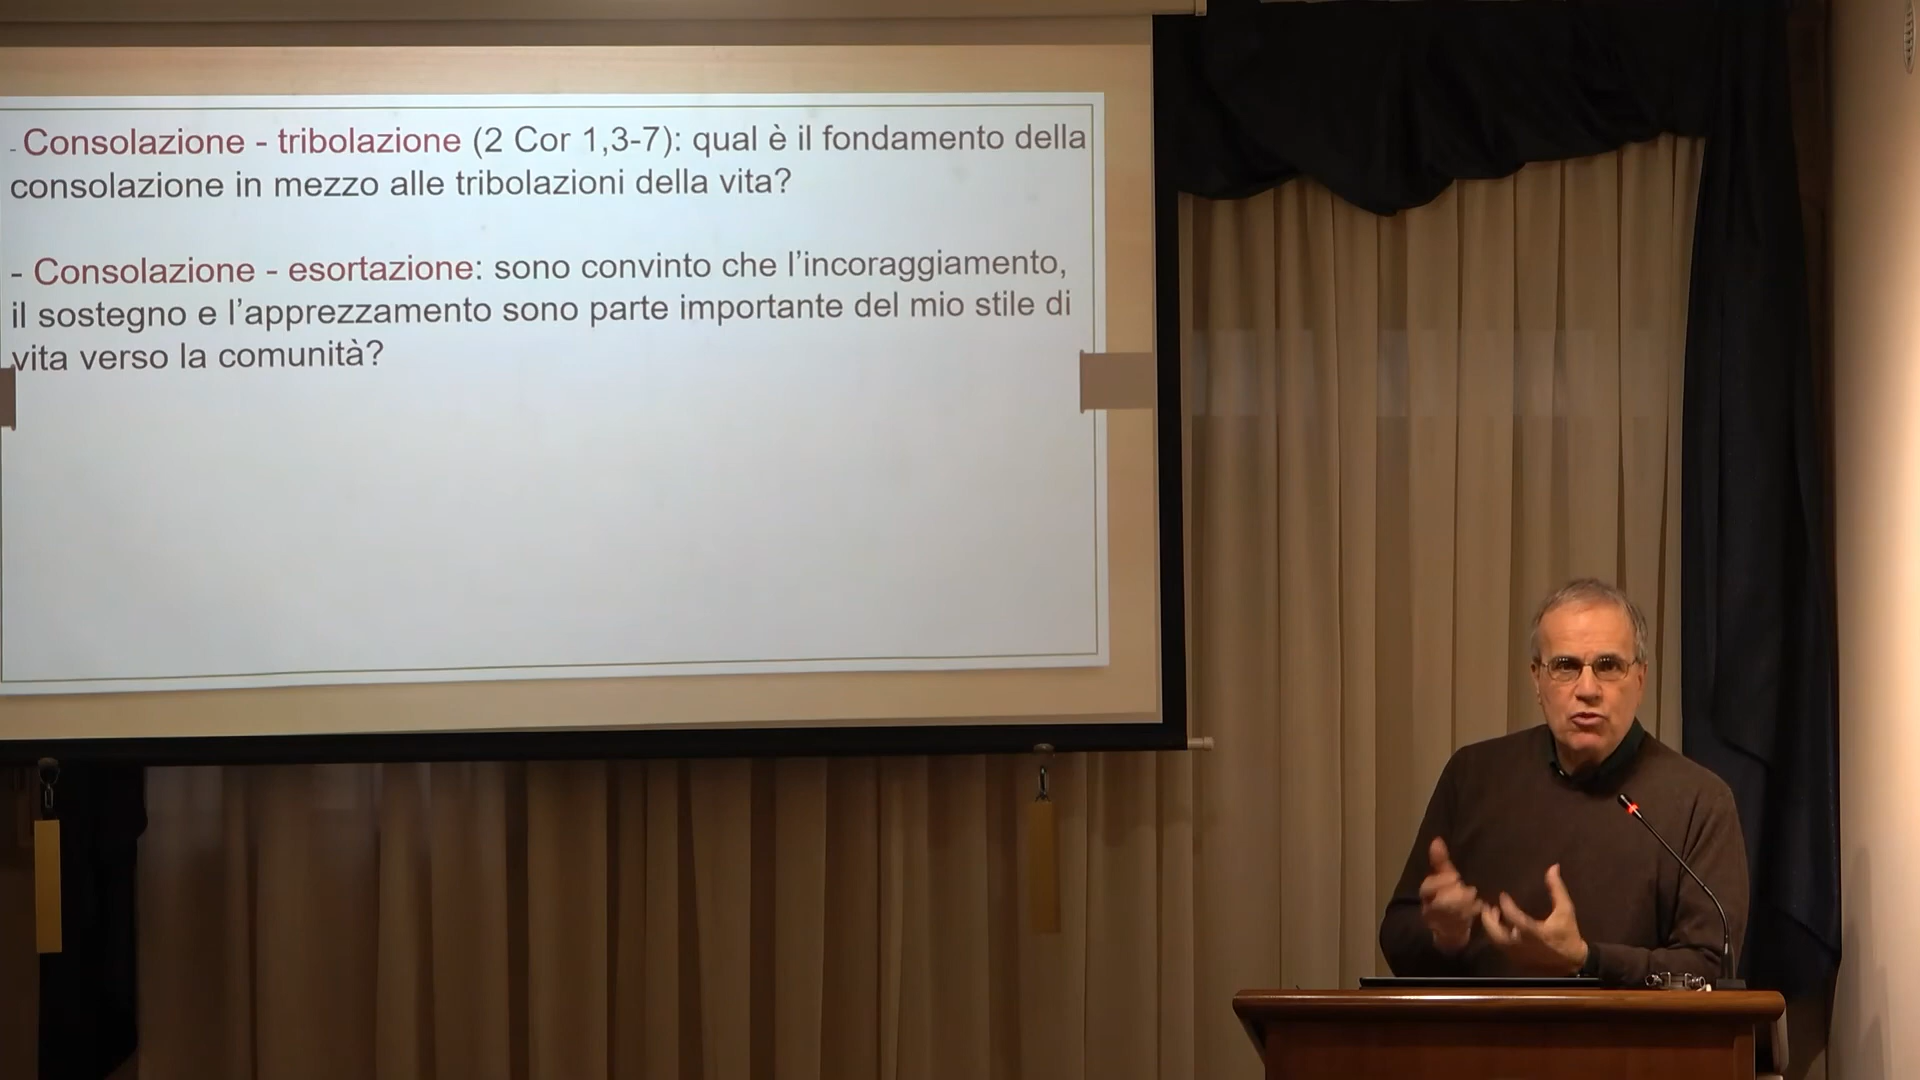 - Consolazione - tribolazione (2 Cor 1,3-7): qual è il fondamento della
consolazione in mezzo alle tribolazioni della vita?
- Consolazione - esortazione: sono convinto che l’incoraggiamento,
il sostegno e l’apprezzamento sono parte importante del mio stile di
vita verso la comunità?